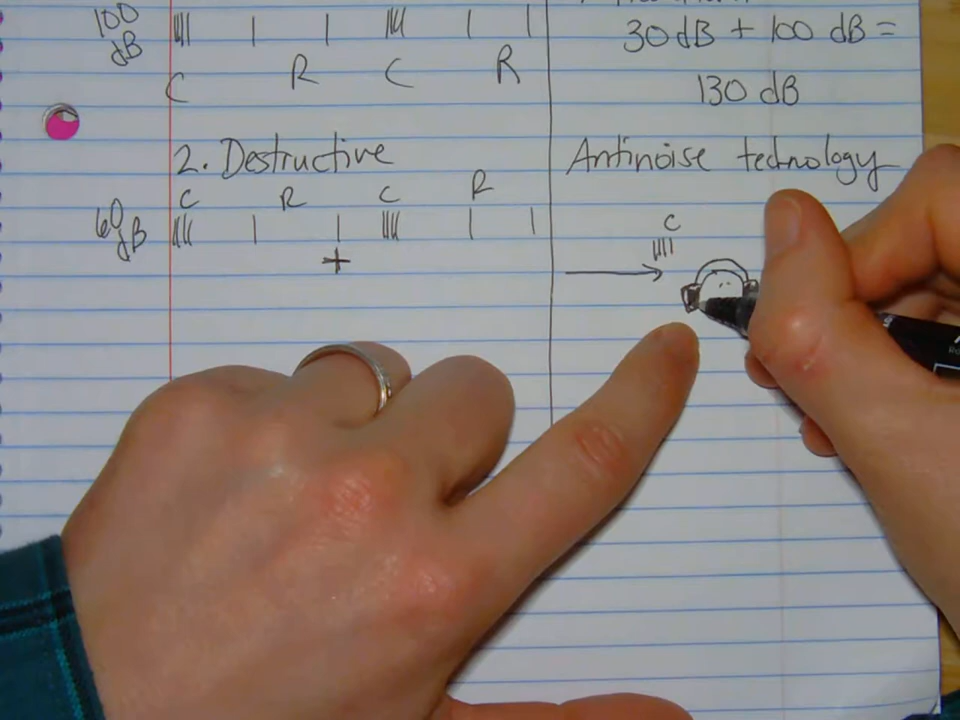 100 dB
C R C R
30 dB + 100 dB =
130 dB
2. Destructive
Antinoise technology
C R C R
60 dB
+
C